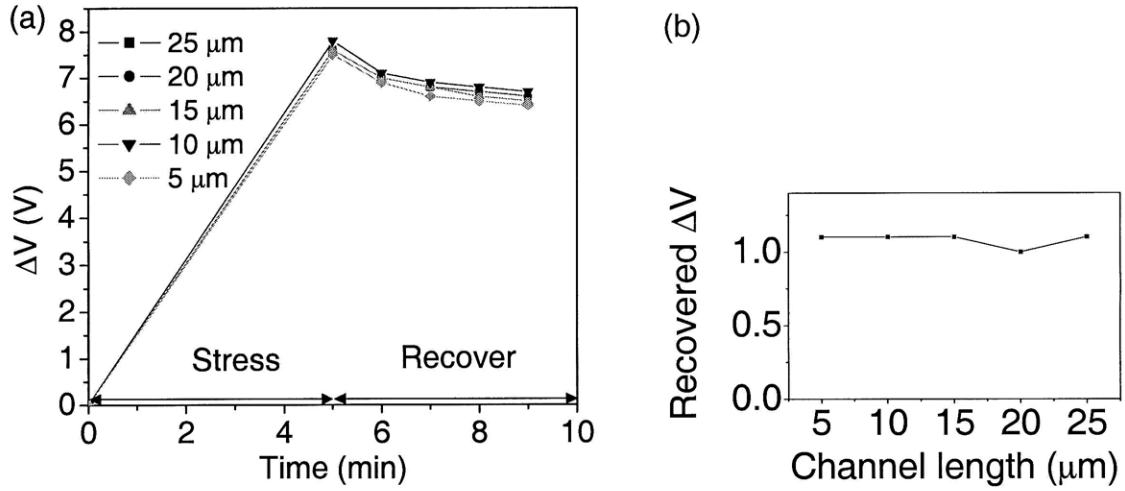 (a)
8
7
6
5
4
3
2
1
0
ΔV (V)
25 μm
20 μm
15 μm
10 μm
5 μm
Stress
Recover
0 2 4 6 8 10
Time (min)
(b)
Recovered ΔV
1.0
0.5
0.0
5 10 15 20 25
Channel length (μm)